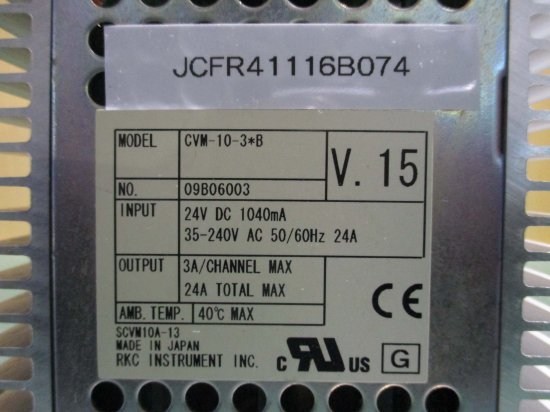 JCFR41116B074
MODEL CVM-10-3*B
V. 15
NO. 09B06003
INPUT 24V DC 1040mA
35-240V AC 50/60Hz 24A
OUTPUT 3A/CHANNEL MAX
24A TOTAL MAX
AMB. TEMP. 40℃ MAX
CE
SCVM10A-13
MADE IN JAPAN
RKC INSTRUMENT INC.
C RU US
G